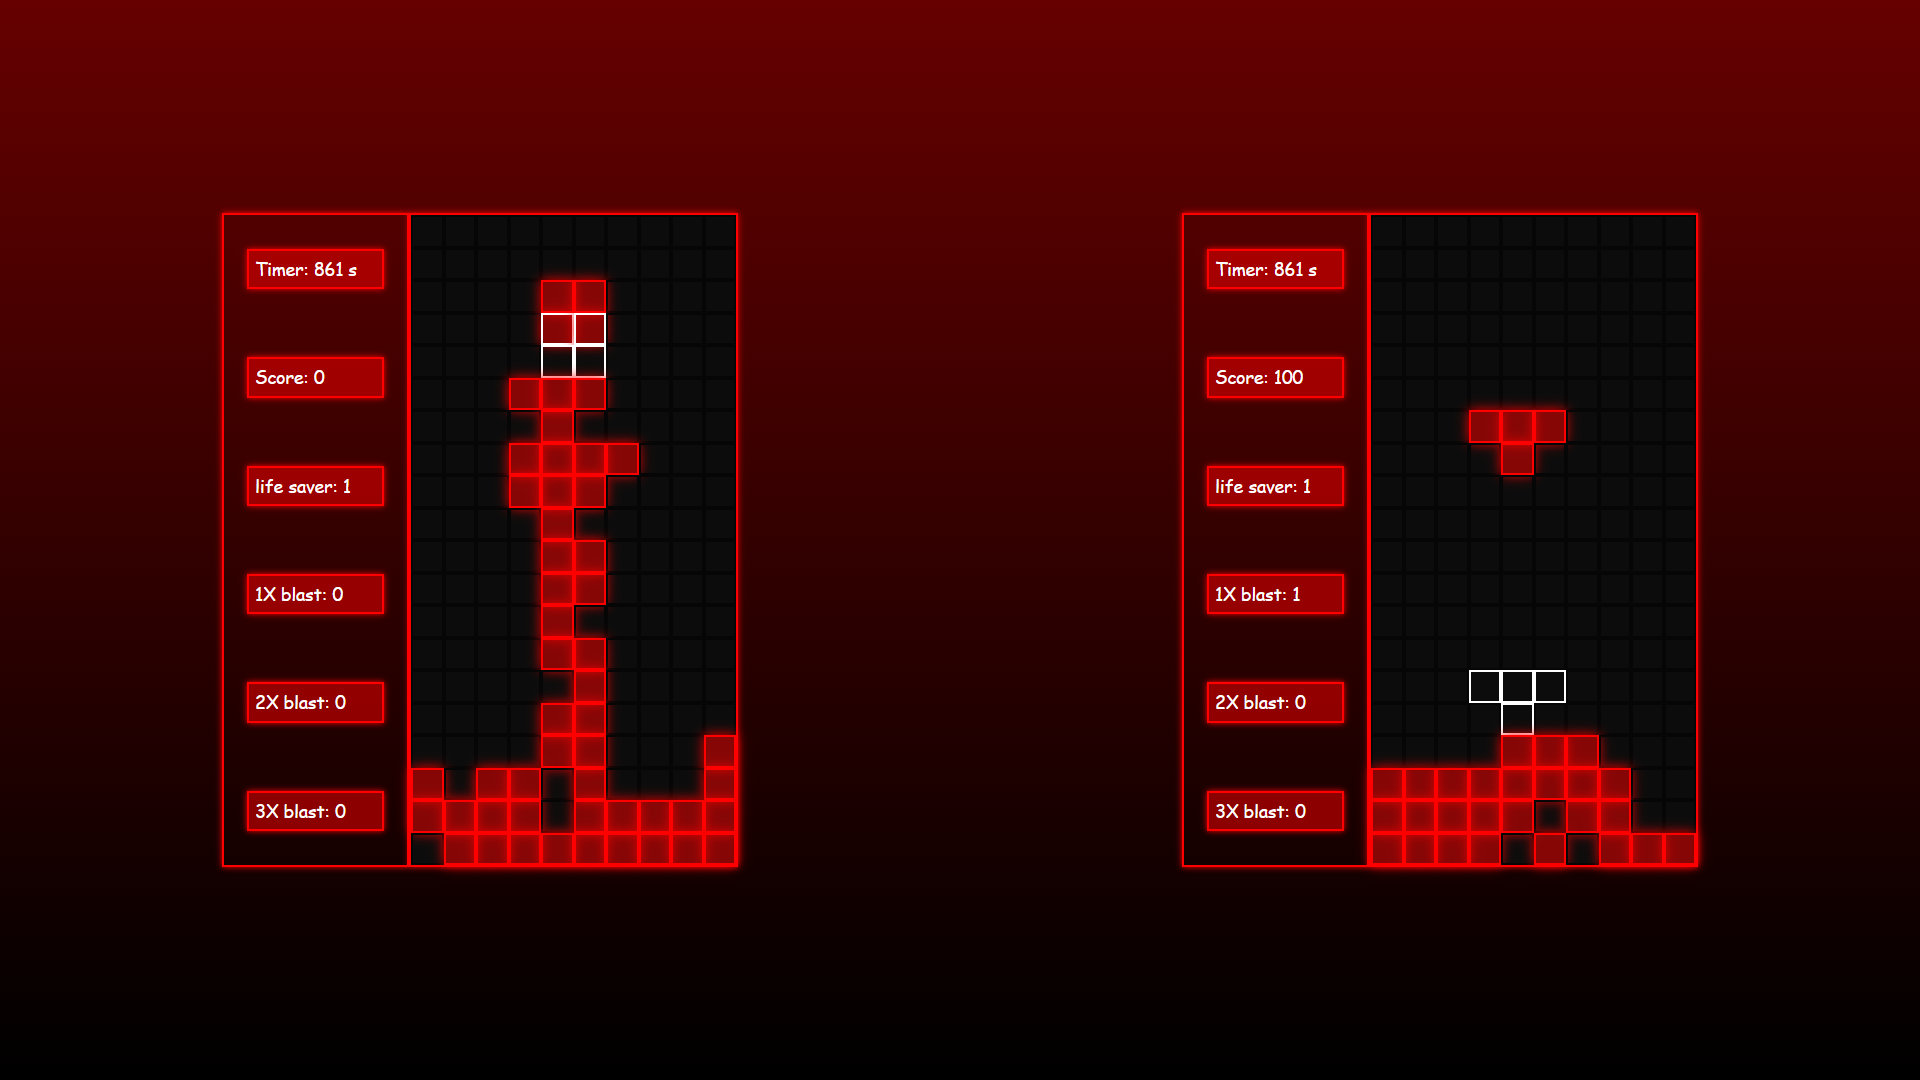 Timer: 861 s
Score: 0
life saver: 1
1X blast: 0
2X blast: 0
3X blast: 0
Timer: 861 s
Score: 100
life saver: 1
1X blast: 1
2X blast: 0
3X blast: 0